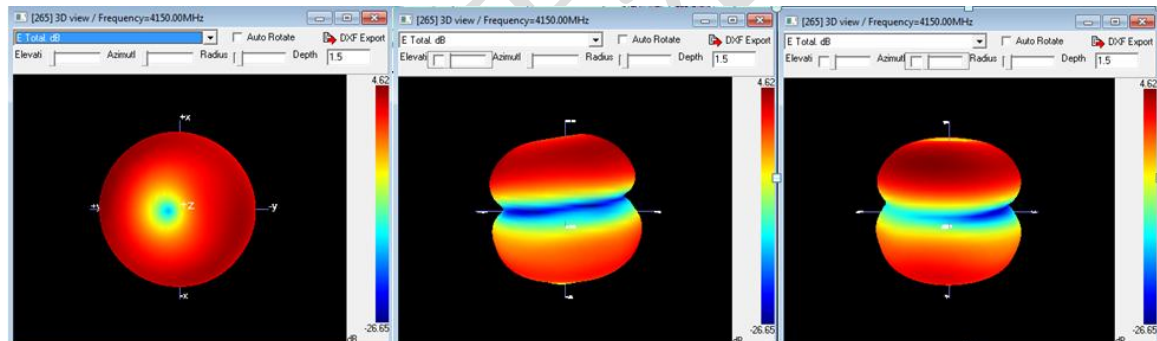 [265] 3D view / Frequency=4150.00MHz
E Total dB
Auto Rotate
DXF Export
Elevati
Azimutl
Radius
Depth
1.5
4.62
+x
+z
-y
-x
-26.65
dB
[265] 3D view / Frequency=4150.00MHz
E Total dB
Auto Rotate
DXF Export
Elevati
Azimutl
Radius
Depth
1.5
4.62
-26.65
dB
[265] 3D view / Frequency=4150.00MHz
E Total dB
Auto Rotate
DXF Export
Elevati
Azimutl
Radius
Depth
1.5
4.62
-26.65
dB